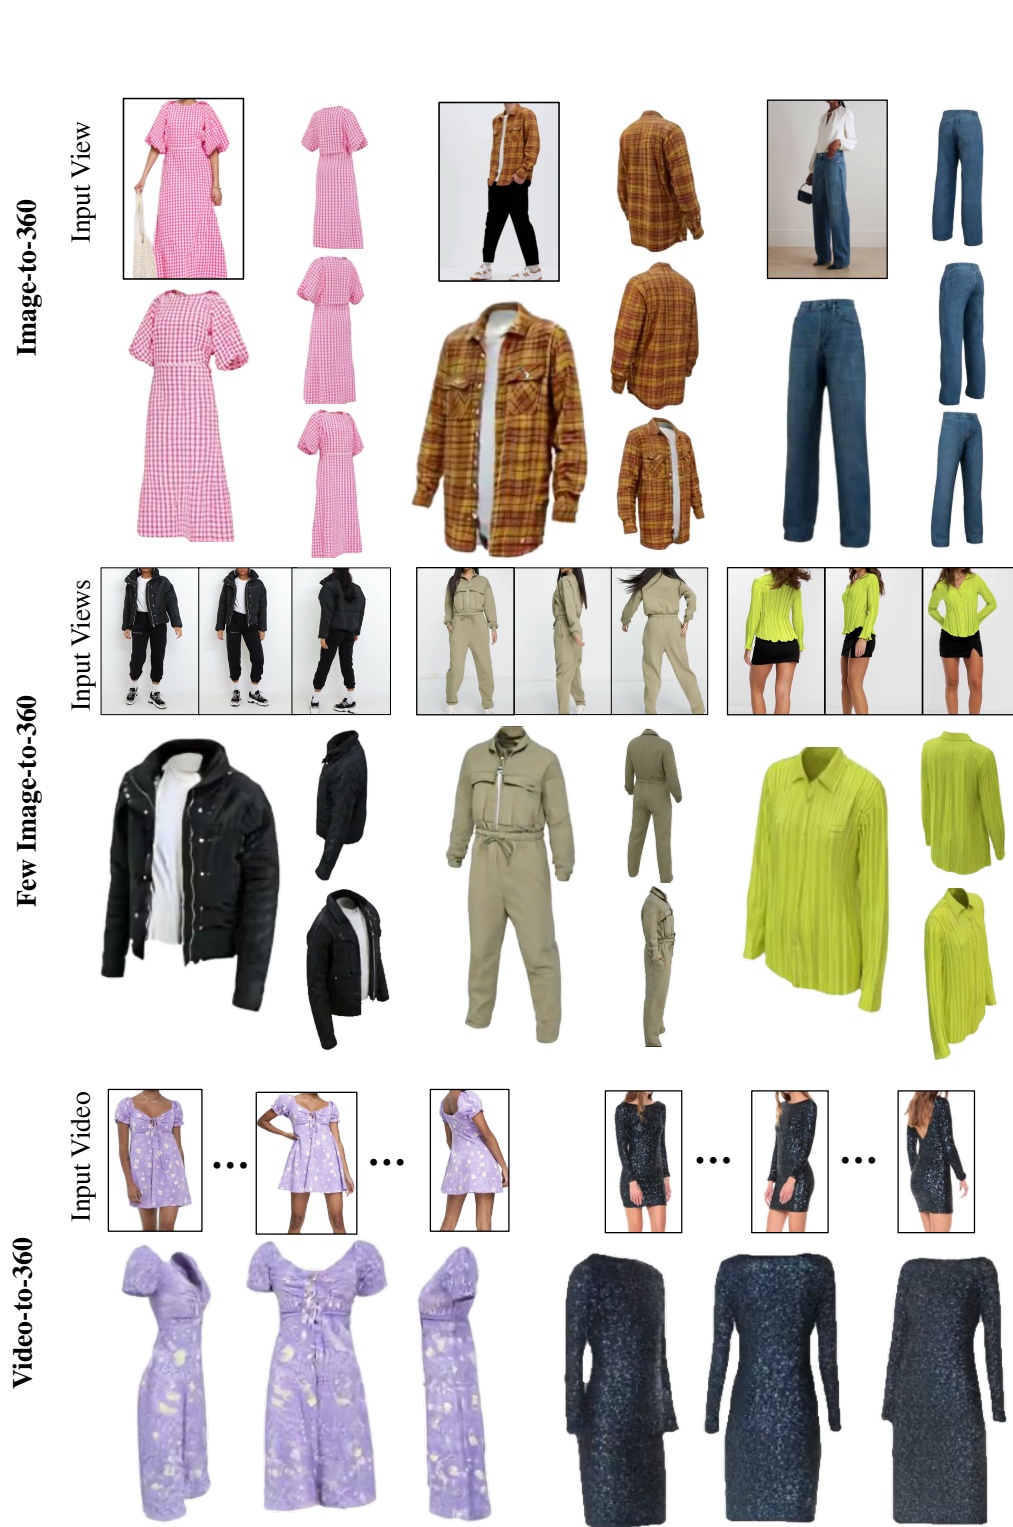 Image-to-360
Input View
Few Image-to-360
Input Views
Video-to-360
Input Video
...
...
...
...